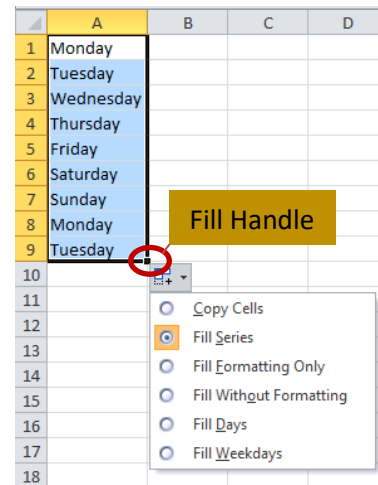 A B C D
1 Monday
2 Tuesday
3 Wednesday
4 Thursday
5 Friday
6 Saturday
7 Sunday
8 Monday
9 Tuesday
Fill Handle
10
11
12
13
14
15
16
17
18
Copy Cells
Fill Series
Fill Formatting Only
Fill Without Formatting
Fill Days
Fill Weekdays